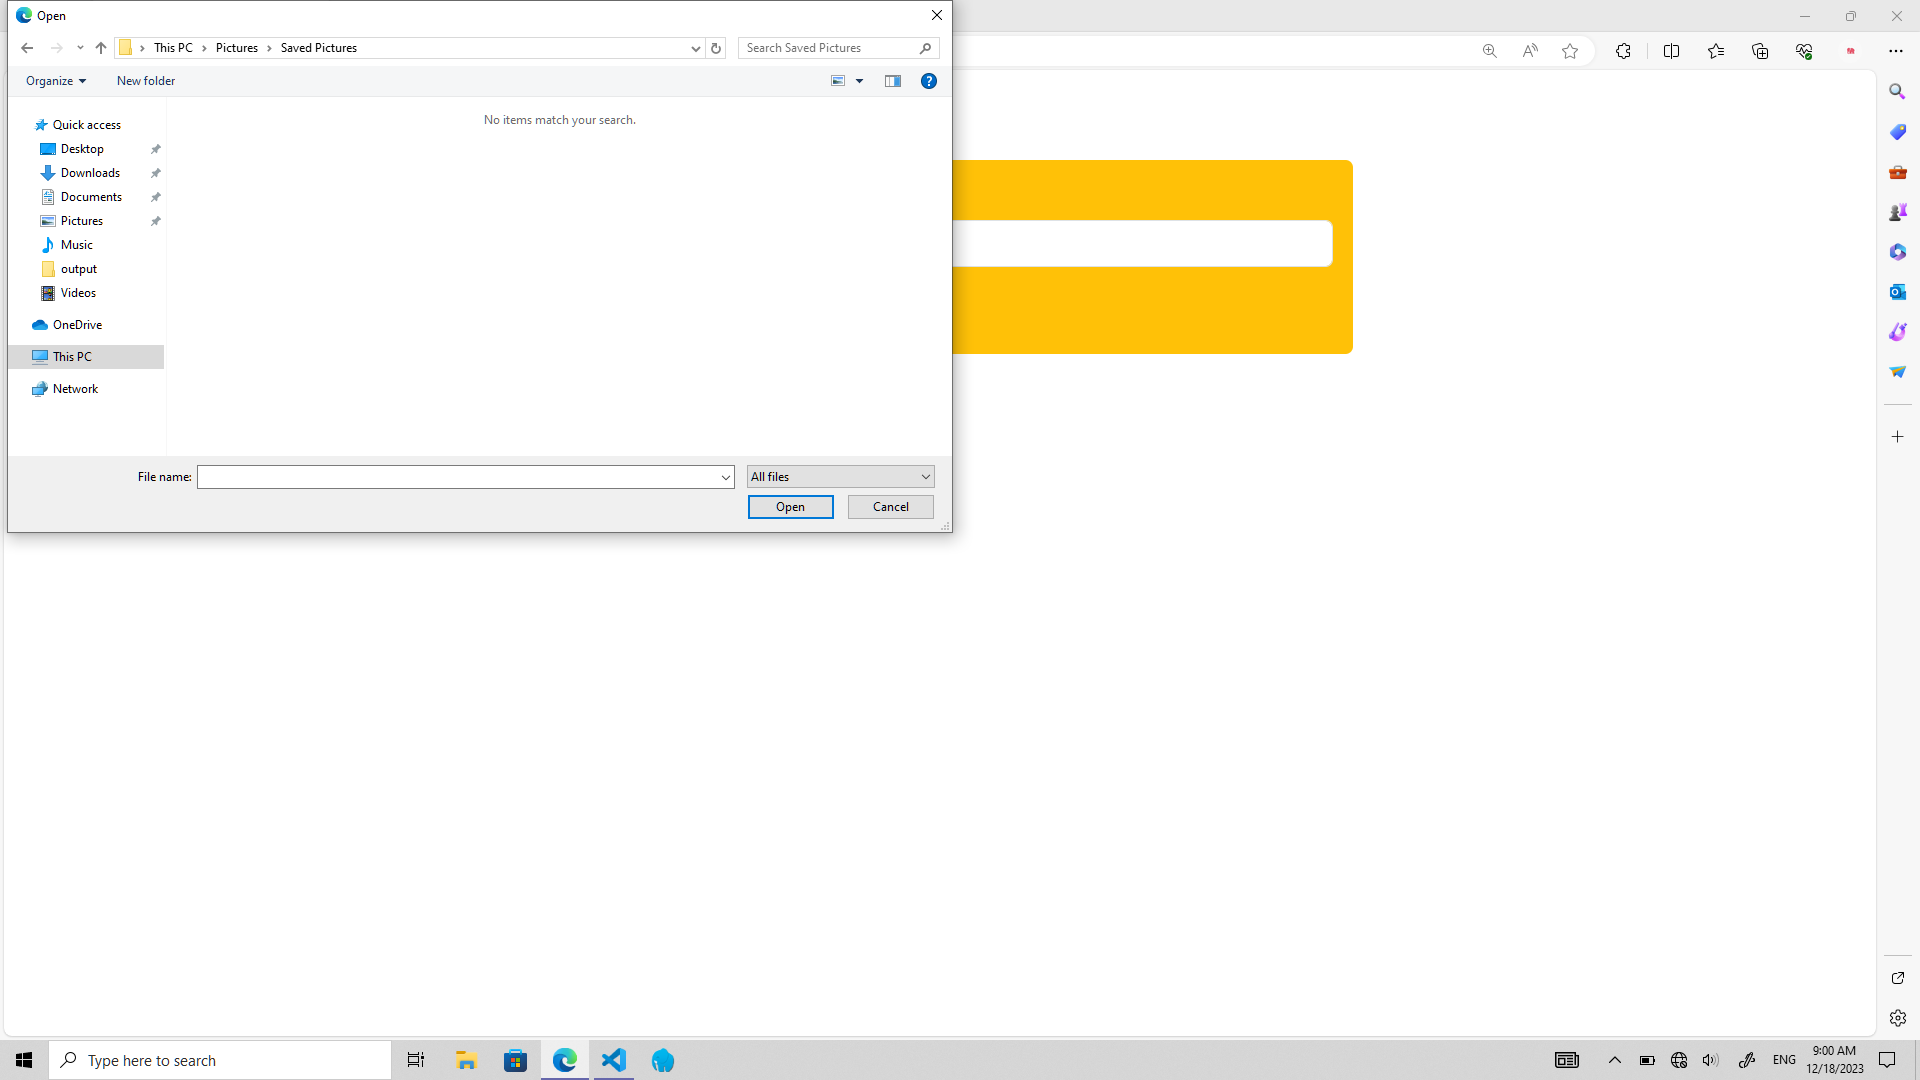 Open
This PC > Pictures > Saved Pictures
Search Saved Pictures
Organize
New folder
No items match your search.
Quick access
Desktop
Downloads
Documents
Pictures
Music
output
Videos
OneDrive
This PC
Network
File name:
All files
Open
Cancel
Type here to search
ENG
9:00 AM
12/18/2023